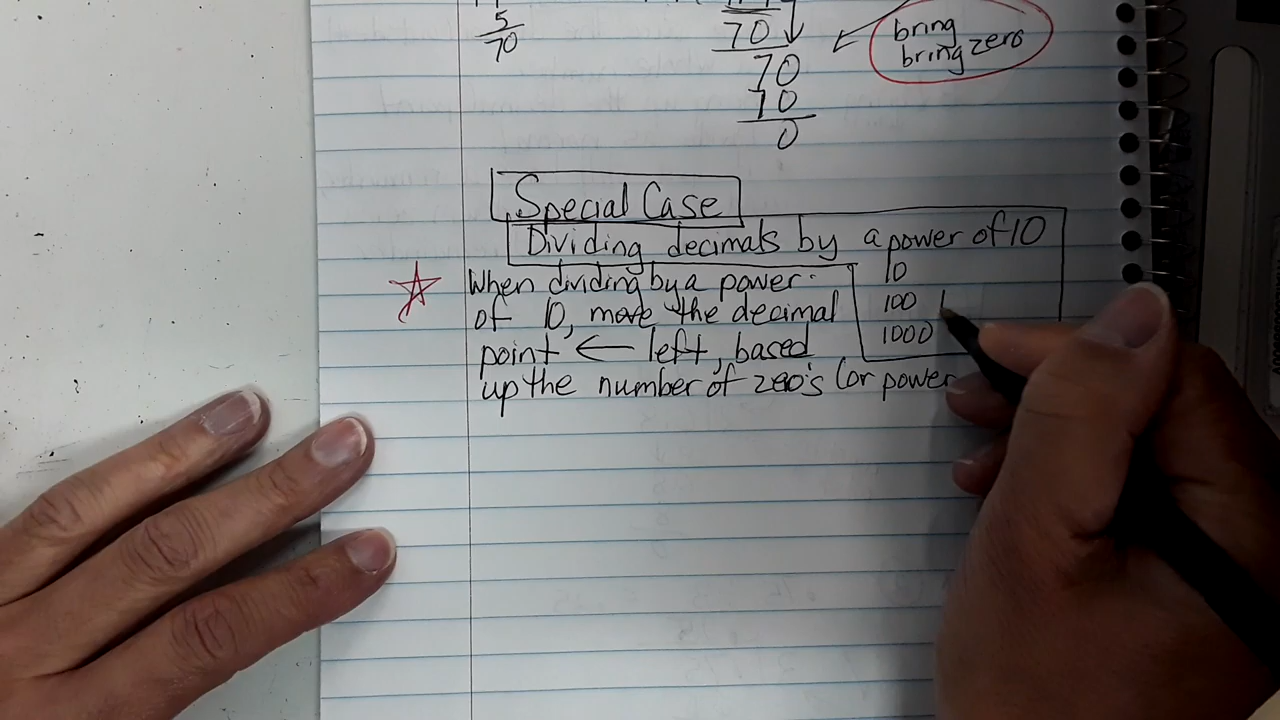 5
70
70
70
70
0
bring
bring zero
Special Case
Dividing decimals by a power of 10
10
100 1
1000
When dividing by a power
of 10, move the decimal
point ← left, based
up the number of zero's (or power